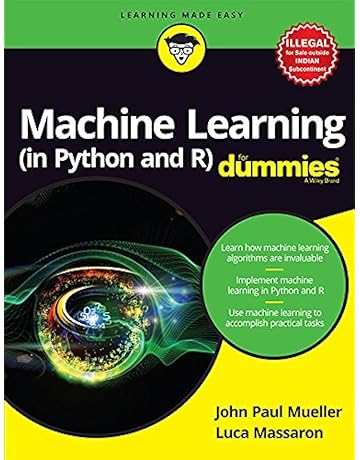 LEARNING MADE EASY
ILLEGAL
for Sale outside
INDIAN
Subcontinent
Machine Learning
(in Python and R)
for
dummies®
A Wiley Brand
Learn how machine learning
algorithms are invaluable
Implement machine
learning in Python and R
Use machine learning to
accomplish practical tasks
John Paul Mueller
Luca Massaron